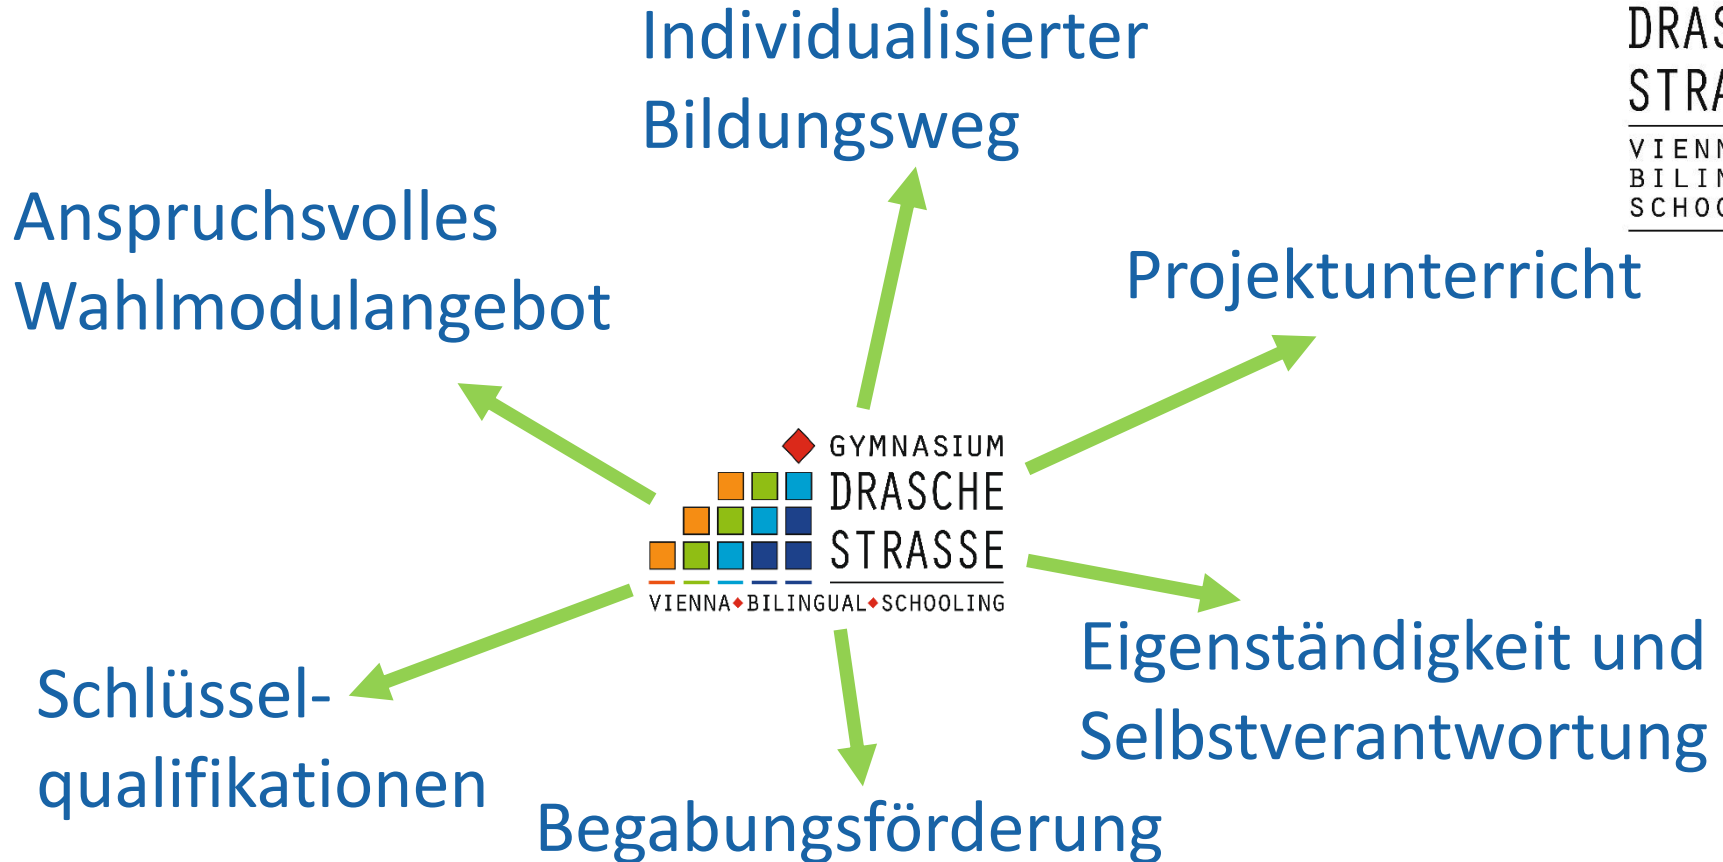 Individualisierter
Bildungsweg
Anspruchsvolles
Wahlmodulangebot
Projektunterricht
GYMNASIUM
DRASCHE
STRASSE
VIENNA◆BILINGUAL◆SCHOOLING
Eigenständigkeit und
Selbstverantwortung
Schlüssel-
qualifikationen
Begabungsförderung